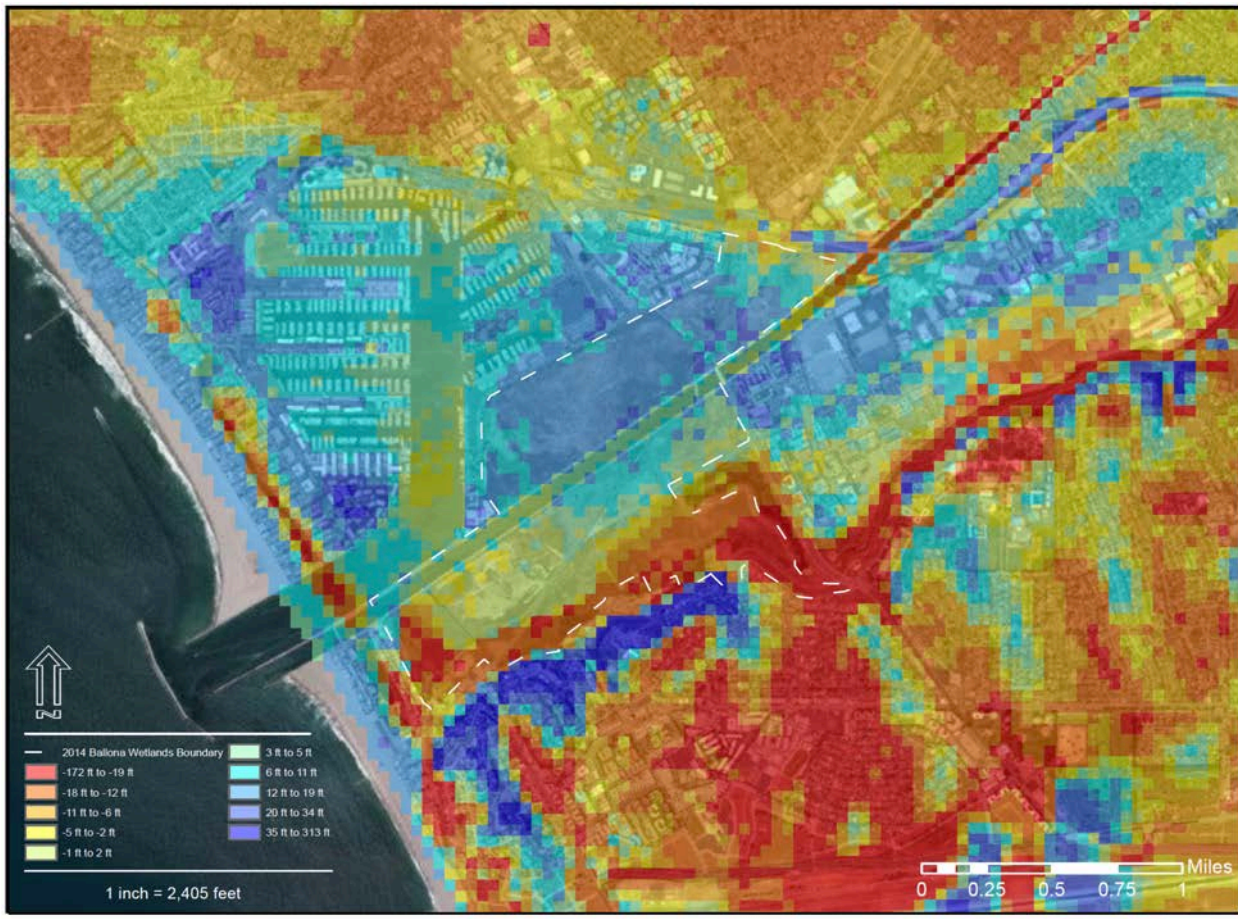 N
2014 Ballona Wetlands Boundary
-172 ft to -19 ft
-18 ft to -12 ft
-11 ft to -6 ft
-5 ft to -2 ft
-1 ft to 2 ft
3 ft to 5 ft
6 ft to 11 ft
12 ft to 19 ft
20 ft to 34 ft
35 ft to 313 ft
1 inch = 2,405 feet
Miles
0 0.25 0.5 0.75 1